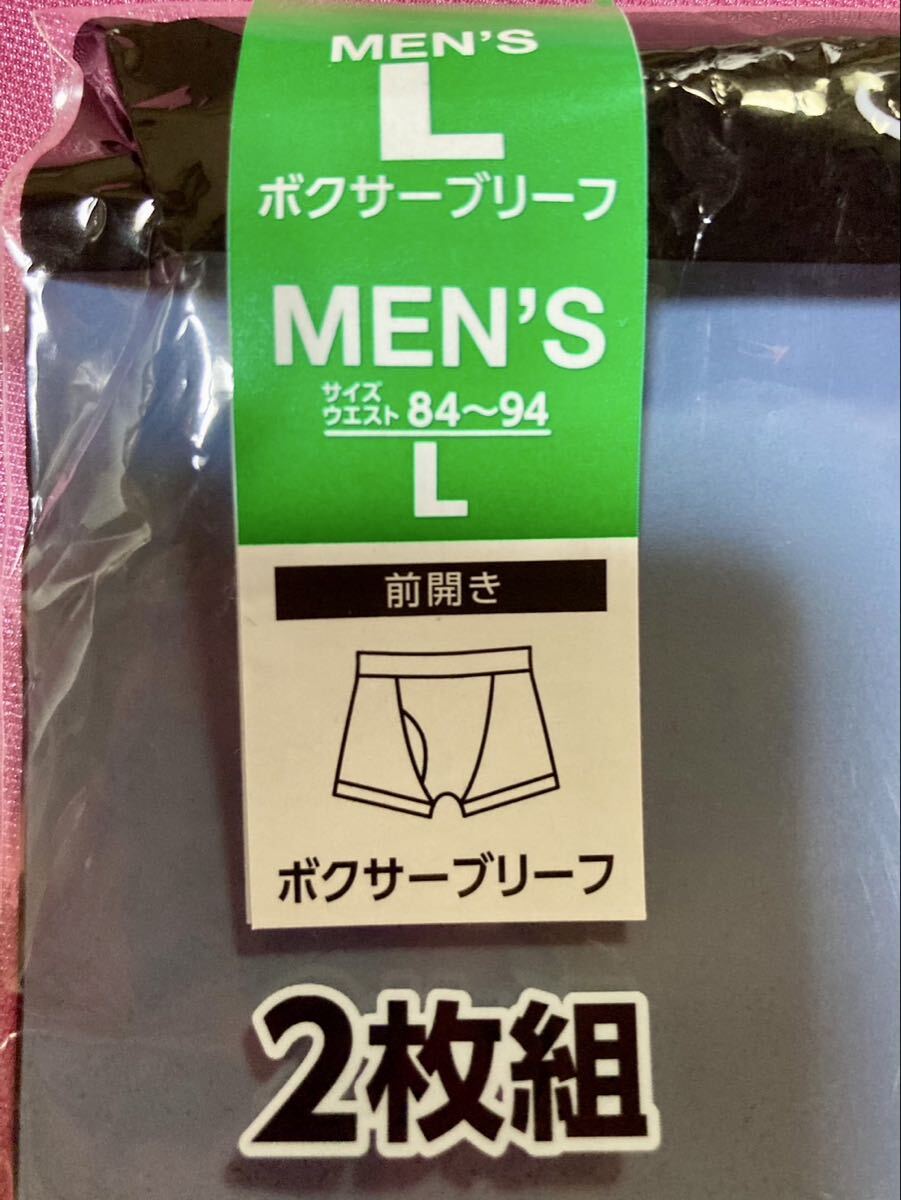 MEN'S
L
ボクサーブリーフ
MEN'S
サイズ
ウエスト 84〜94
L
前開き
ボクサーブリーフ
2枚組